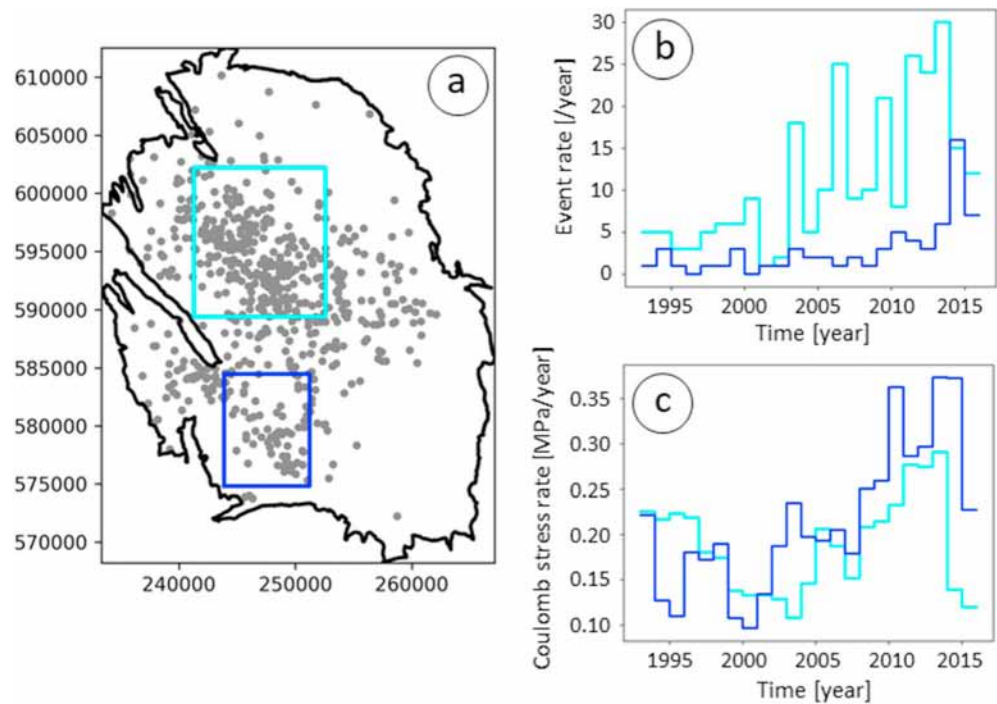 a
610000
605000
600000
595000
590000
585000
580000
575000
570000
240000 250000 260000
b
Event rate [/year]
30
25
20
15
10
5
0
1995 2000 2005 2010 2015
Time [year]
c
Coulomb stress rate [MPa/year]
0.35
0.30
0.25
0.20
0.15
0.10
1995 2000 2005 2010 2015
Time [year]